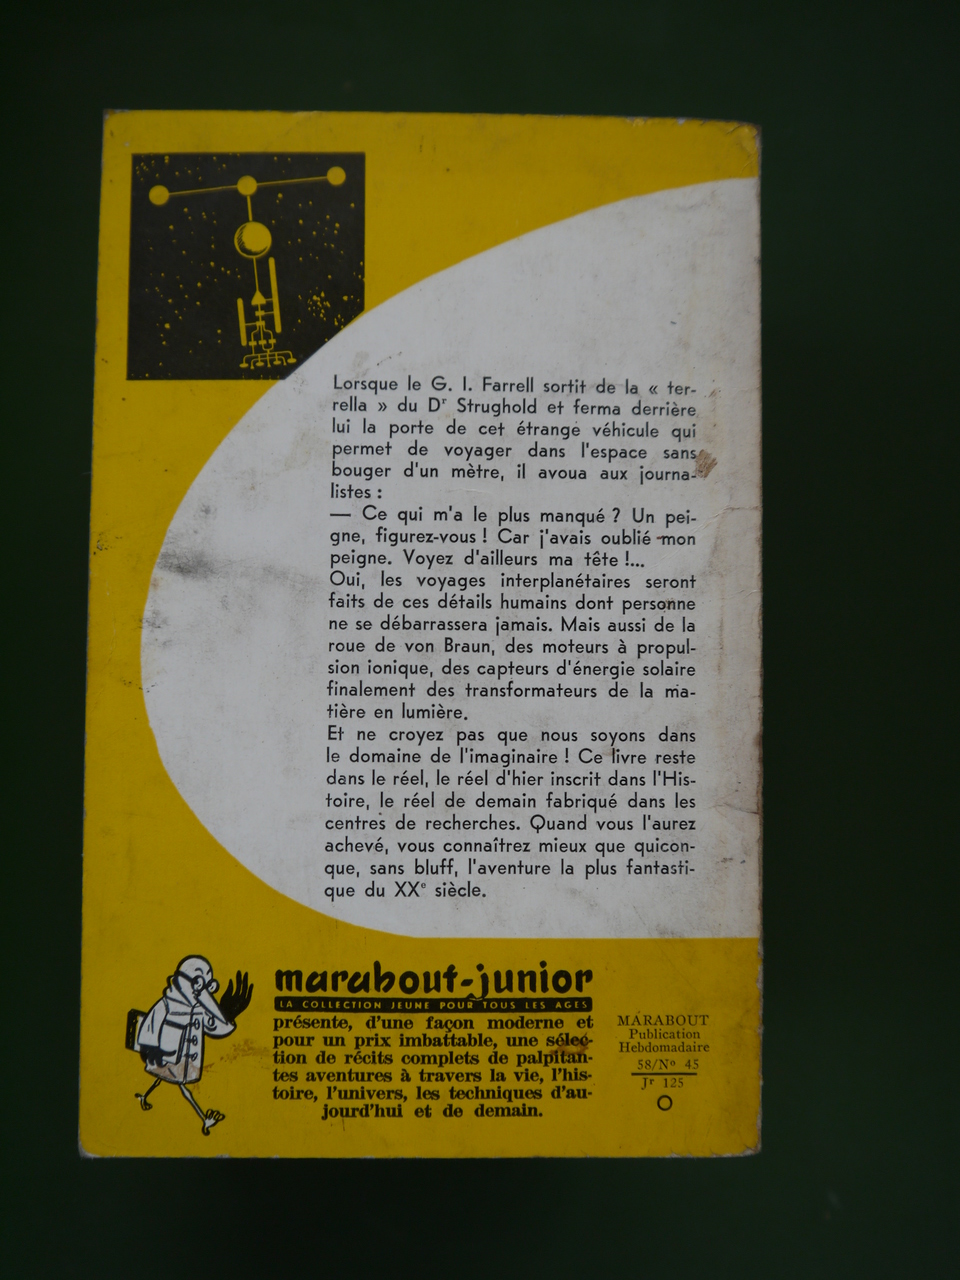 Lorsque le G. I. Farrell sortit de la « ter-
rella » du Dr Strughold et ferma derrière
lui la porte de cet étrange véhicule qui
permet de voyager dans l'espace sans
bouger d'un mètre, il avoua aux journa-
listes :
— Ce qui m'a le plus manqué ? Un pei-
gne, figurez-vous ! Car j'avais oublié mon
peigne. Voyez d'ailleurs ma tête !...
Oui, les voyages interplanétaires seront
faits de ces détails humains dont personne
ne se débarrassera jamais. Mais aussi de la
roue de von Braun, des moteurs à propul-
sion ionique, des capteurs d'énergie solaire
finalement des transformateurs de la ma-
tière en lumière.
Et ne croyez pas que nous soyons dans
le domaine de l'imaginaire ! Ce livre reste
dans le réel, le réel d'hier inscrit dans l'His-
toire, le réel de demain fabriqué dans les
centres de recherches. Quand vous l'aurez
achevé, vous connaîtrez mieux que quicon-
que, sans bluff, l'aventure la plus fantasti-
que du XXe siècle.
marabout-junior
LA COLLECTION JEUNE POUR TOUS LES AGES
présente, d'une façon moderne et
pour un prix imbattable, une sélec-
tion de récits complets de palpitan-
tes aventures à travers la vie, l'his-
toire, l'univers, les techniques d'au-
jourd'hui et de demain.
MARABOUT
Publication
Hebdomadaire
58/No 45
Jr 125